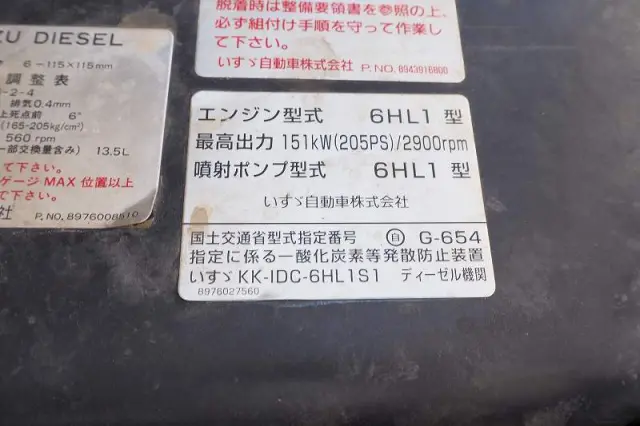 脱着時は整備要領書を参照の上、
必ず組付け手順を守って作業し
て下さい。
いすゞ自動車株式会社 P.NO. 8943916800
ZU DIESEL
6-115×115mm
調整表
-2-4
排気0.4mm
上死点前 6°
(165-205kg/cm²)
560 rpm
一部交換量含み) 13.5L
て下さい。
ゲージ MAX 位置以上
で下さい。
社 P.NO. 8976008510
エンジン型式 6HL1 型
最高出力 151kW(205PS)/2900rpm
噴射ポンプ型式 6HL1 型
いすゞ自動車株式会社
国土交通省型式指定番号 自 G-654
指定に係る一酸化炭素等発散防止装置
いすゞ KK-IDC-6HL1S1 ディーゼル機関
8976027560